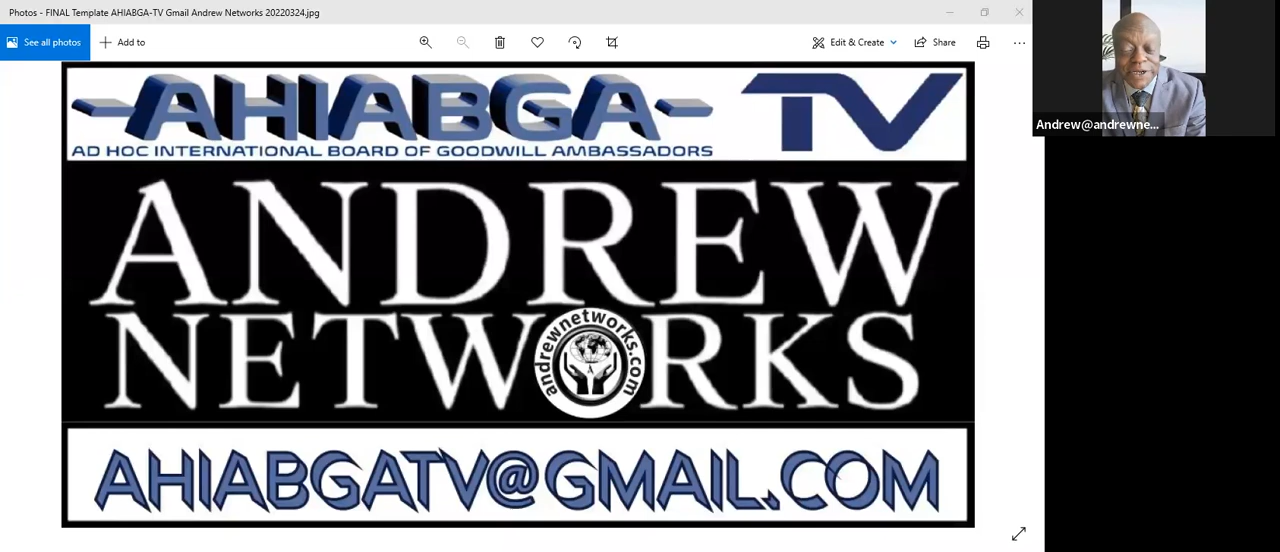 Photos - FINAL Template AHIABGA-TV Gmail Andrew Networks 20220324.jpg
See all photos
Add to
Edit & Create
Share
-AHIABGA- TV
AD HOC INTERNATIONAL BOARD OF GOODWILL AMBASSADORS
ANDREW
NETWORKS
andrewnetworks.com
AHIABGATV@GMAIL.COM
Andrew@andrewne...